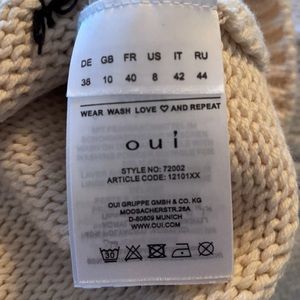 DE GB FR US IT RU
38 10 40 8 42 44
WEAR WASH LOVE ♡ AND REPEAT
oui
STYLE NO: 72002
ARTICLE CODE: 12101XX
OUI GRUPPE GMBH & CO. KG
MOOSACHERSTR.26A
D-80809 MUNICH
WWW.OUI.COM
30